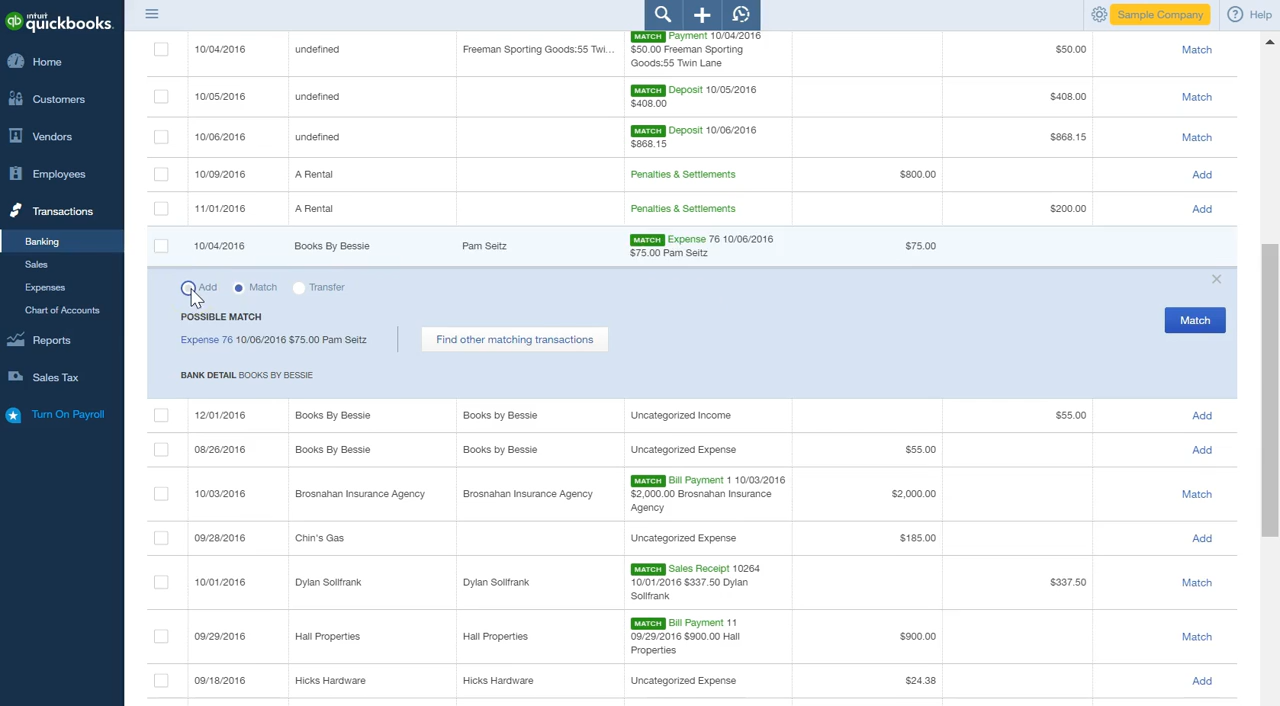 intuit
quickbooks.
Sample Company
Help
Home
Customers
Vendors
Employees
Transactions
Banking
Sales
Expenses
Chart of Accounts
Reports
Sales Tax
Turn On Payroll
10/04/2016 undefined Freeman Sporting Goods:55 Twi... MATCH Payment 10/04/2016 $50.00 Match
$50.00 Freeman Sporting
Goods:55 Twin Lane
10/05/2016 undefined MATCH Deposit 10/05/2016 $408.00 Match
$408.00
10/06/2016 undefined MATCH Deposit 10/06/2016 $868.15 Match
$868.15
10/09/2016 A Rental Penalties & Settlements $800.00 Add
11/01/2016 A Rental Penalties & Settlements $200.00 Add
10/04/2016 Books By Bessie Pam Seitz MATCH Expense 76 10/06/2016 $75.00
$75.00 Pam Seitz
Add Match Transfer
POSSIBLE MATCH
Expense 76 10/06/2016 $75.00 Pam Seitz
Find other matching transactions
Match
BANK DETAIL BOOKS BY BESSIE
12/01/2016 Books By Bessie Books by Bessie Uncategorized Income $55.00 Add
08/26/2016 Books By Bessie Books by Bessie Uncategorized Expense $55.00 Add
10/03/2016 Brosnahan Insurance Agency Brosnahan Insurance Agency MATCH Bill Payment 1 10/03/2016 $2,000.00 Match
$2,000.00 Brosnahan Insurance
Agency
09/28/2016 Chin's Gas Uncategorized Expense $185.00 Add
10/01/2016 Dylan Sollfrank Dylan Sollfrank MATCH Sales Receipt 10264 $337.50 Match
10/01/2016 $337.50 Dylan
Sollfrank
09/29/2016 Hall Properties Hall Properties MATCH Bill Payment 11 $900.00 Match
09/29/2016 $900.00 Hall
Properties
09/18/2016 Hicks Hardware Hicks Hardware Uncategorized Expense $24.38 Add